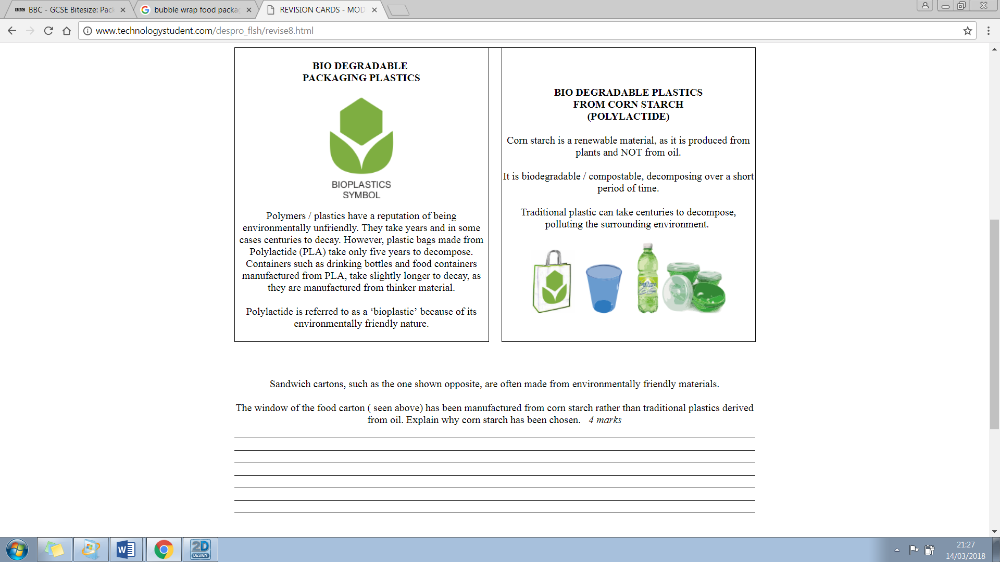 BBC - GCSE Bitesize: Pac
bubble wrap food packa
REVISION CARDS - MOD
www.technologystudent.com/despro_flsh/revise8.html
BIO DEGRADABLE
PACKAGING PLASTICS
BIOPLASTICS
SYMBOL
Polymers / plastics have a reputation of being
environmentally unfriendly. They take years and in some
cases centuries to decay. However, plastic bags made from
Polylactide (PLA) take only five years to decompose.
Containers such as drinking bottles and food containers
manufactured from PLA, take slightly longer to decay, as
they are manufactured from thinker material.
Polylactide is referred to as a ‘bioplastic’ because of its
environmentally friendly nature.
BIO DEGRADABLE PLASTICS
FROM CORN STARCH
(POLYLACTIDE)
Corn starch is a renewable material, as it is produced from
plants and NOT from oil.
It is biodegradable / compostable, decomposing over a short
period of time.
Traditional plastic can take centuries to decompose,
polluting the surrounding environment.
Sandwich cartons, such as the one shown opposite, are often made from environmentally friendly materials.
The window of the food carton ( seen above) has been manufactured from corn starch rather than traditional plastics derived
from oil. Explain why corn starch has been chosen. 4 marks
W
2D
DESIGN
21:27
14/03/2018